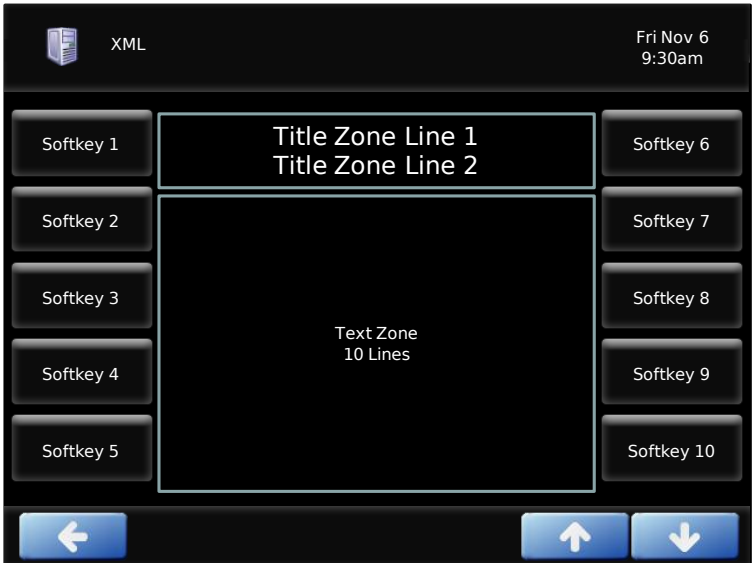 XML
Fri Nov 6
9:30am
Softkey 1
Title Zone Line 1
Title Zone Line 2
Softkey 6
Softkey 2
Softkey 7
Softkey 3
Softkey 8
Text Zone
10 Lines
Softkey 4
Softkey 9
Softkey 5
Softkey 10